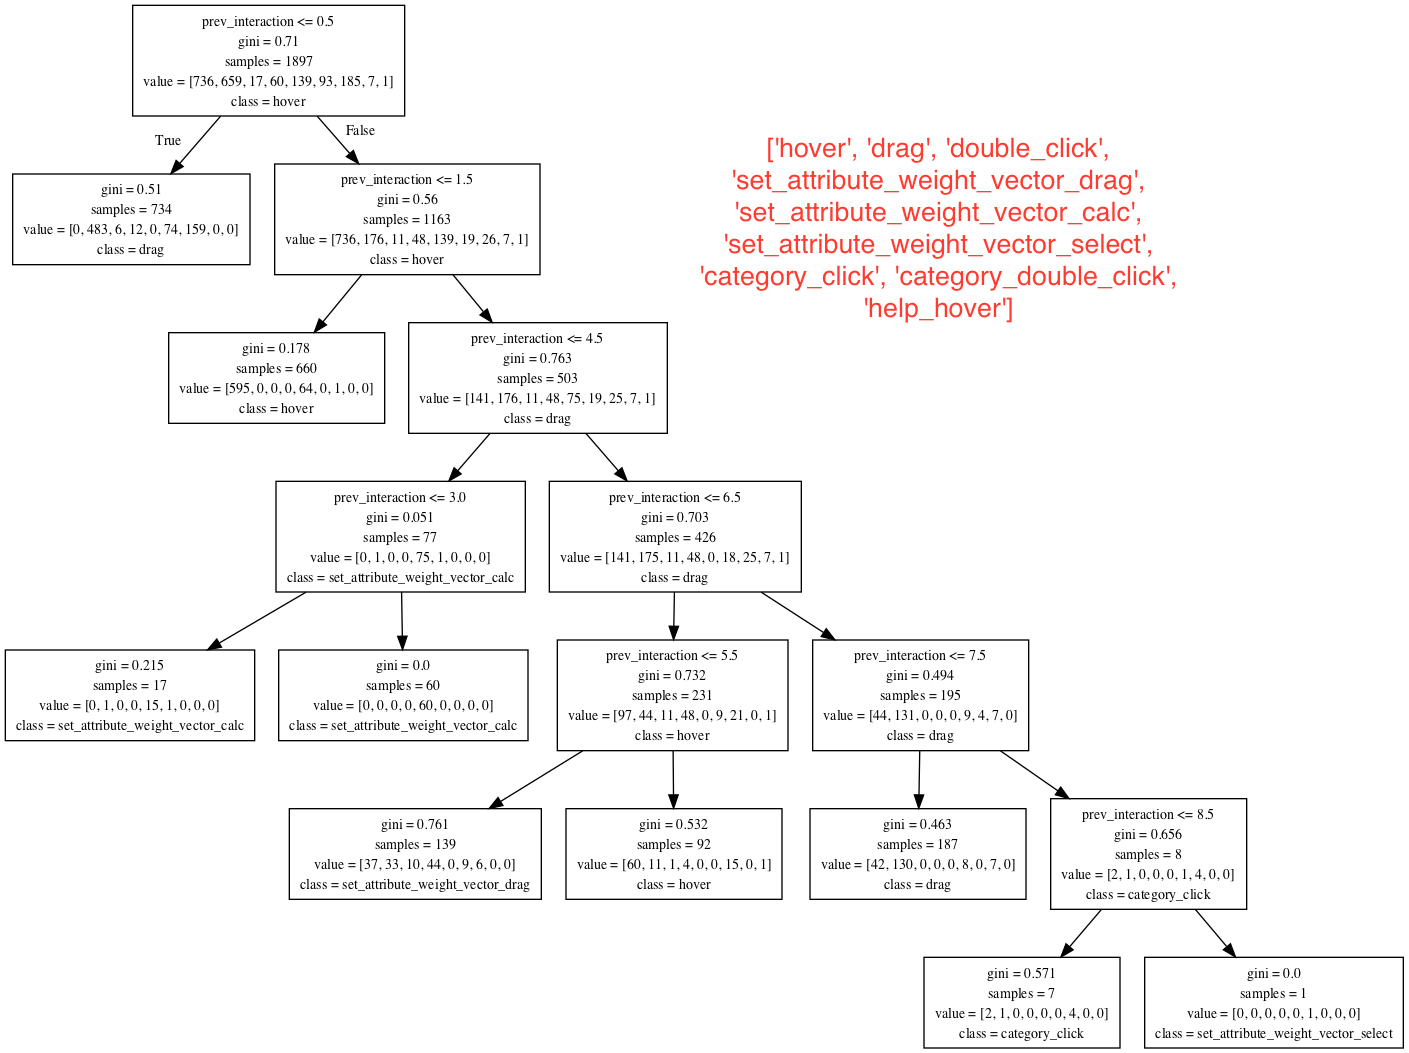 prev_interaction <= 0.5
gini = 0.71
samples = 1897
value = [736, 659, 17, 60, 139, 93, 185, 7, 1]
class = hover
True
False
gini = 0.51
samples = 734
value = [0, 483, 6, 12, 0, 74, 159, 0, 0]
class = drag
prev_interaction <= 1.5
gini = 0.56
samples = 1163
value = [736, 176, 11, 48, 139, 19, 26, 7, 1]
class = hover
['hover', 'drag', 'double_click',
'set_attribute_weight_vector_drag',
'set_attribute_weight_vector_calc',
'set_attribute_weight_vector_select',
'category_click', 'category_double_click',
'help_hover']
gini = 0.178
samples = 660
value = [595, 0, 0, 0, 64, 0, 1, 0, 0]
class = hover
prev_interaction <= 4.5
gini = 0.763
samples = 503
value = [141, 176, 11, 48, 75, 19, 25, 7, 1]
class = drag
prev_interaction <= 3.0
gini = 0.051
samples = 77
value = [0, 1, 0, 0, 75, 1, 0, 0, 0]
class = set_attribute_weight_vector_calc
prev_interaction <= 6.5
gini = 0.703
samples = 426
value = [141, 175, 11, 48, 0, 18, 25, 7, 1]
class = drag
gini = 0.215
samples = 17
value = [0, 1, 0, 0, 15, 1, 0, 0, 0]
class = set_attribute_weight_vector_calc
gini = 0.0
samples = 60
value = [0, 0, 0, 0, 60, 0, 0, 0, 0]
class = set_attribute_weight_vector_calc
prev_interaction <= 5.5
gini = 0.732
samples = 231
value = [97, 44, 11, 48, 0, 9, 21, 0, 1]
class = hover
prev_interaction <= 7.5
gini = 0.494
samples = 195
value = [44, 131, 0, 0, 0, 9, 4, 7, 0]
class = drag
gini = 0.761
samples = 139
value = [37, 33, 10, 44, 0, 9, 6, 0, 0]
class = set_attribute_weight_vector_drag
gini = 0.532
samples = 92
value = [60, 11, 1, 4, 0, 0, 15, 0, 1]
class = hover
gini = 0.463
samples = 187
value = [42, 130, 0, 0, 0, 8, 0, 7, 0]
class = drag
prev_interaction <= 8.5
gini = 0.656
samples = 8
value = [2, 1, 0, 0, 0, 1, 4, 0, 0]
class = category_click
gini = 0.571
samples = 7
value = [2, 1, 0, 0, 0, 0, 4, 0, 0]
class = category_click
gini = 0.0
samples = 1
value = [0, 0, 0, 0, 0, 1, 0, 0, 0]
class = set_attribute_weight_vector_select